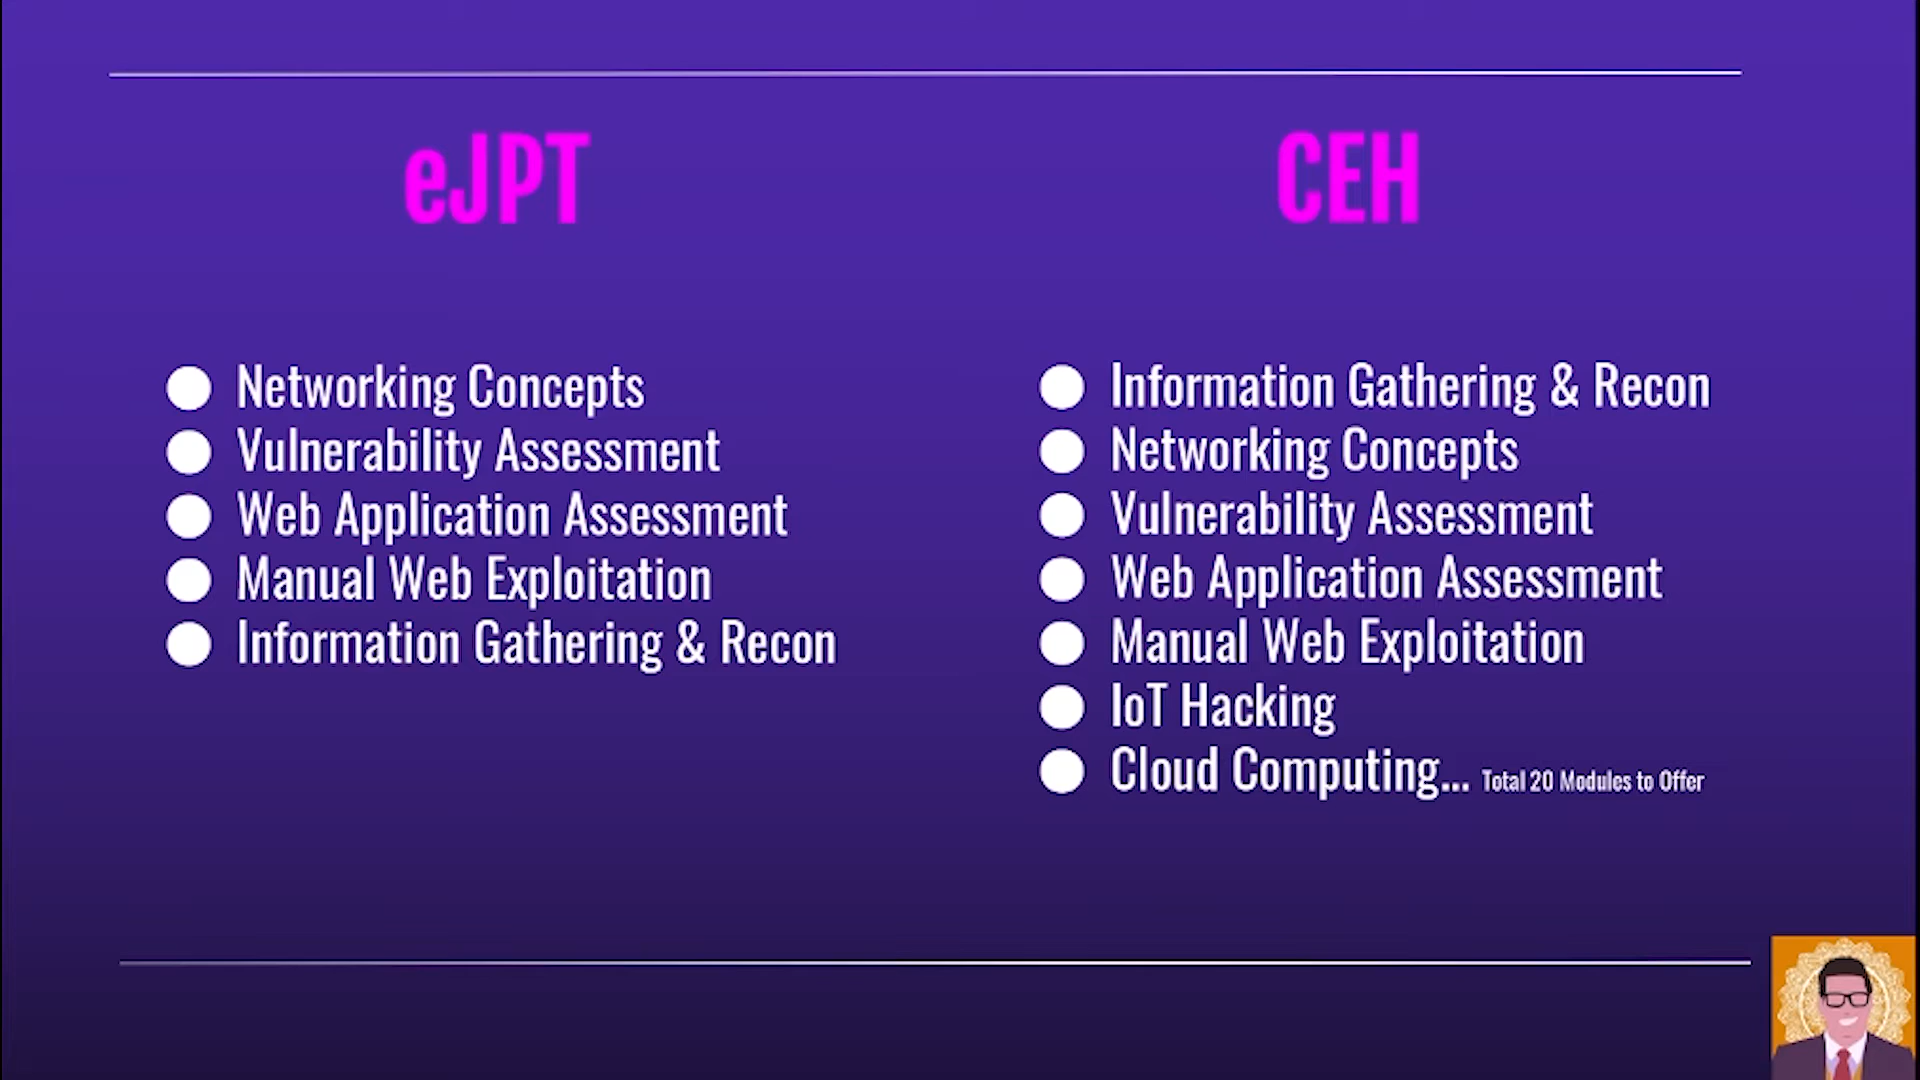 eJPT
Networking Concepts
Vulnerability Assessment
Web Application Assessment
Manual Web Exploitation
Information Gathering & Recon
CEH
Information Gathering & Recon
Networking Concepts
Vulnerability Assessment
Web Application Assessment
Manual Web Exploitation
IoT Hacking
Cloud Computing... Total 20 Modules to Offer